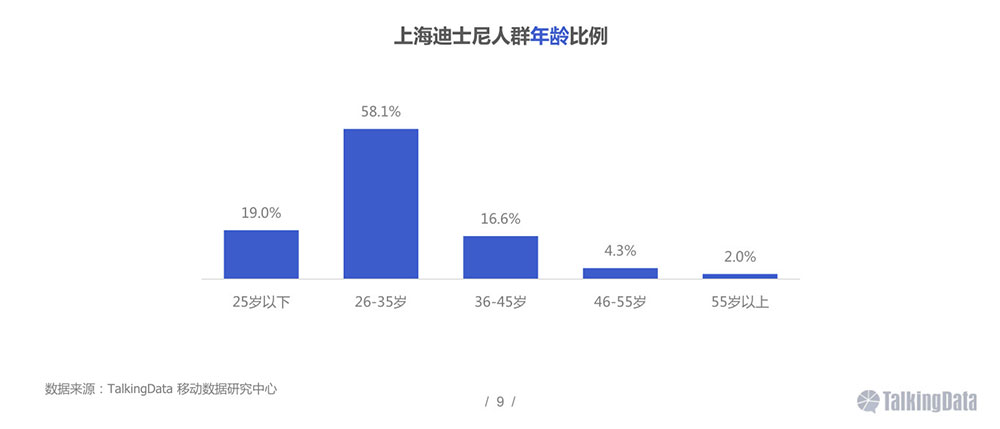 上海迪士尼人群年龄比例
58.1%
19.0%
16.6%
4.3%
2.0%
25岁以下 26-35岁 36-45岁 46-55岁 55岁以上
数据来源：TalkingData 移动数据研究中心
/ 9 /
TalkingData